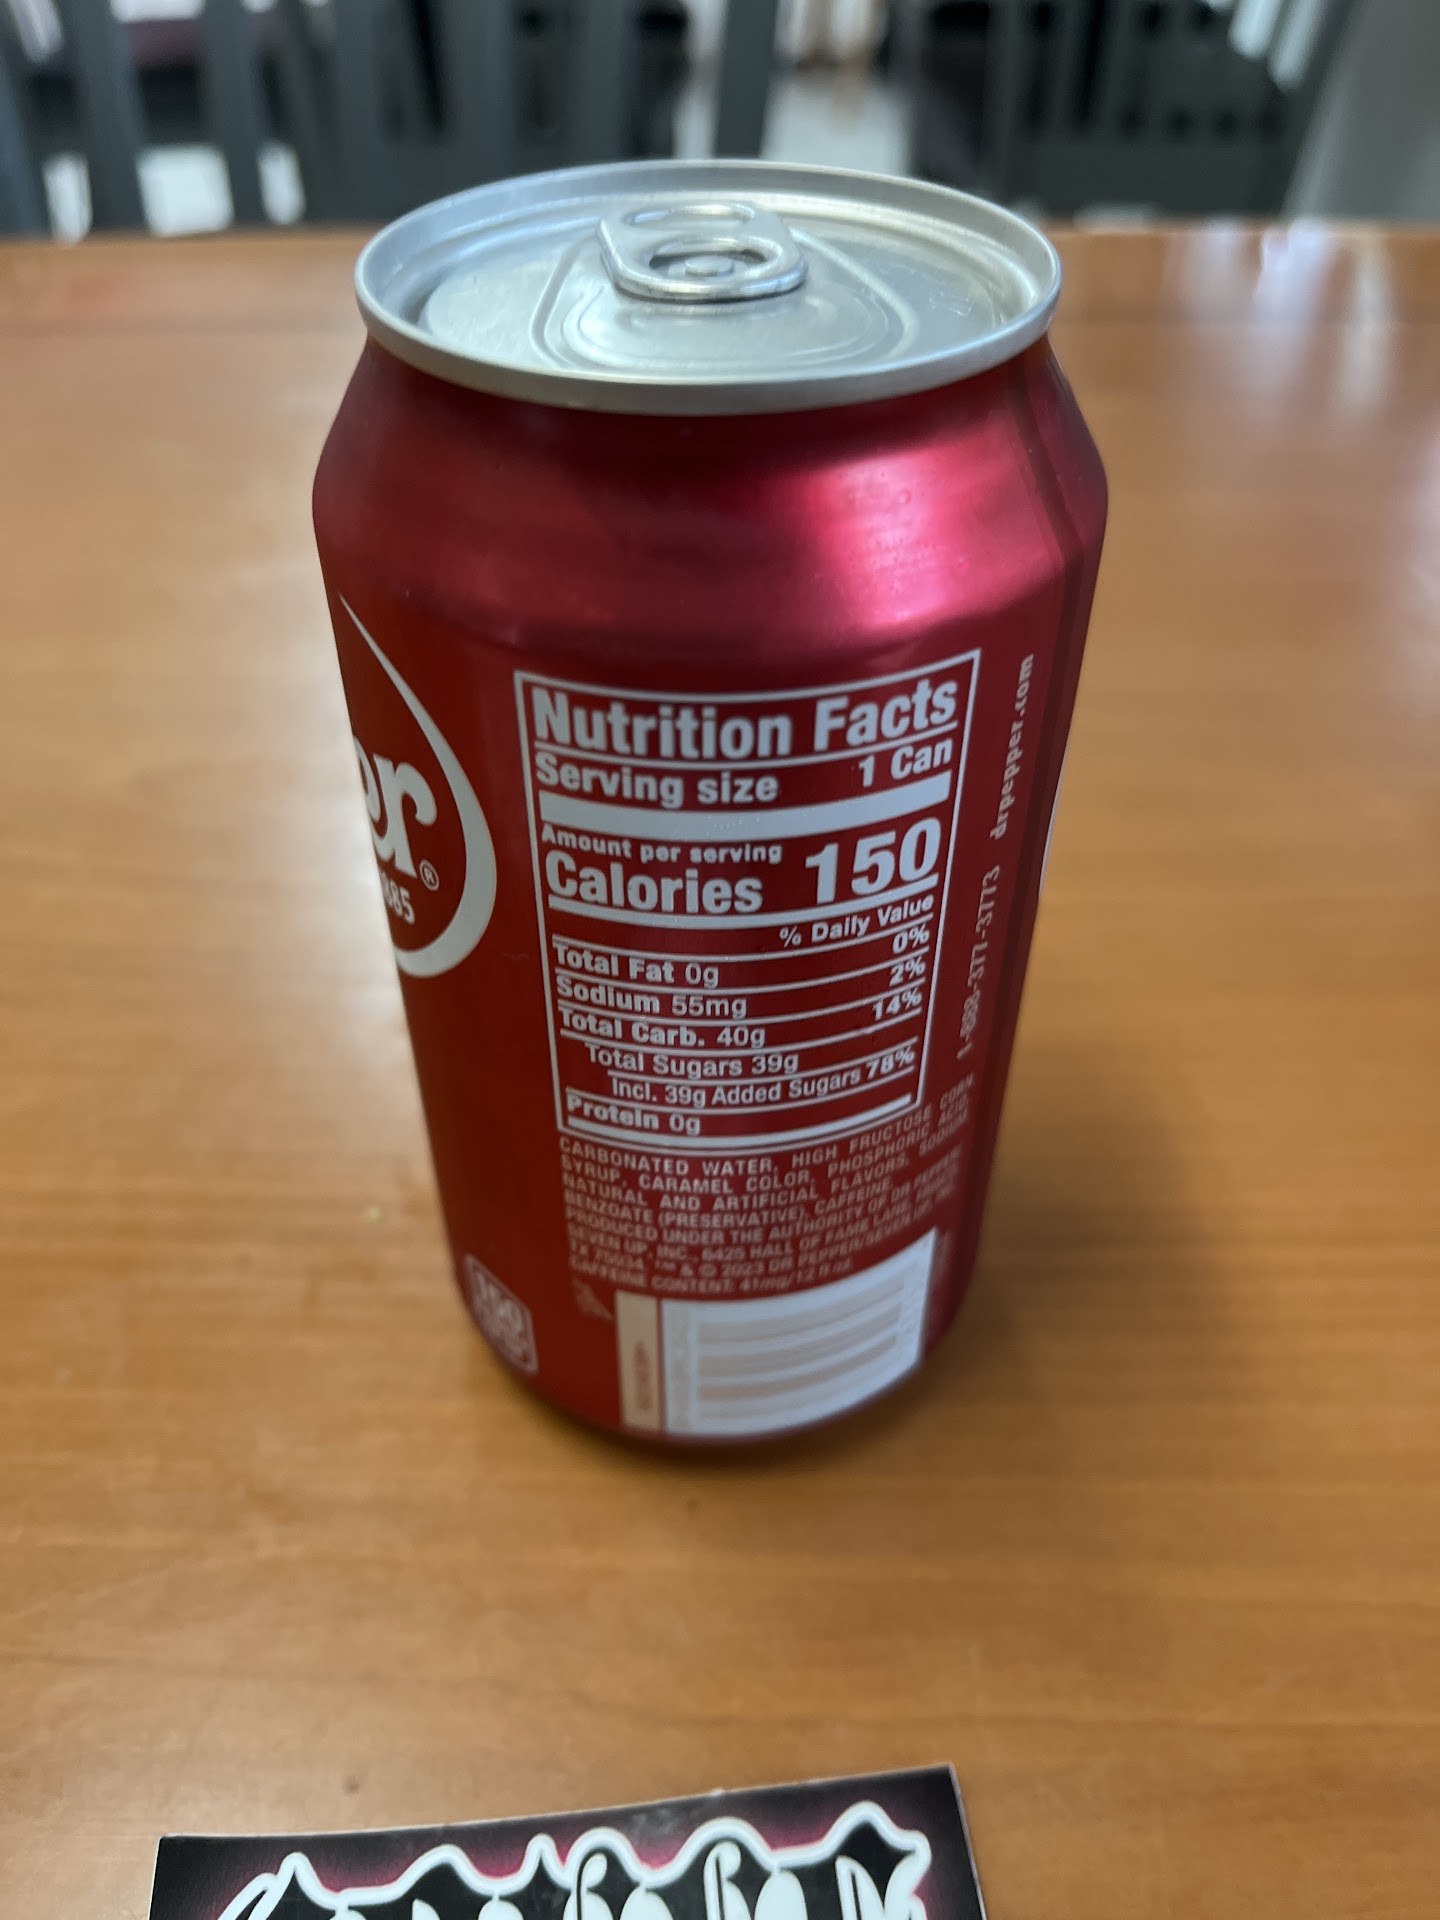 Nutrition Facts
Serving size 1 Can
Amount per serving
Calories 150
% Daily Value
Total Fat 0g 0%
Sodium 55mg 2%
Total Carb. 40g 14%
Total Sugars 39g
Incl. 39g Added Sugars 78%
Protein 0g
CARBONATED WATER, HIGH FRUCTOSE CORN
SYRUP, CARAMEL COLOR, PHOSPHORIC ACID,
NATURAL AND ARTIFICIAL FLAVORS, SODIUM
BENZOATE (PRESERVATIVE), CAFFEINE
PRODUCED UNDER THE AUTHORITY OF DR PEPPER/
SEVEN UP, INC., 6425 HALL OF FAME LANE, FRISCO,
TX 75034 ™ & © 2023 DR PEPPER/SEVEN UP, INC.
CAFFEINE CONTENT: 41mg/12 fl oz
1-888-377-3773 drpepper.com
er®
885
150